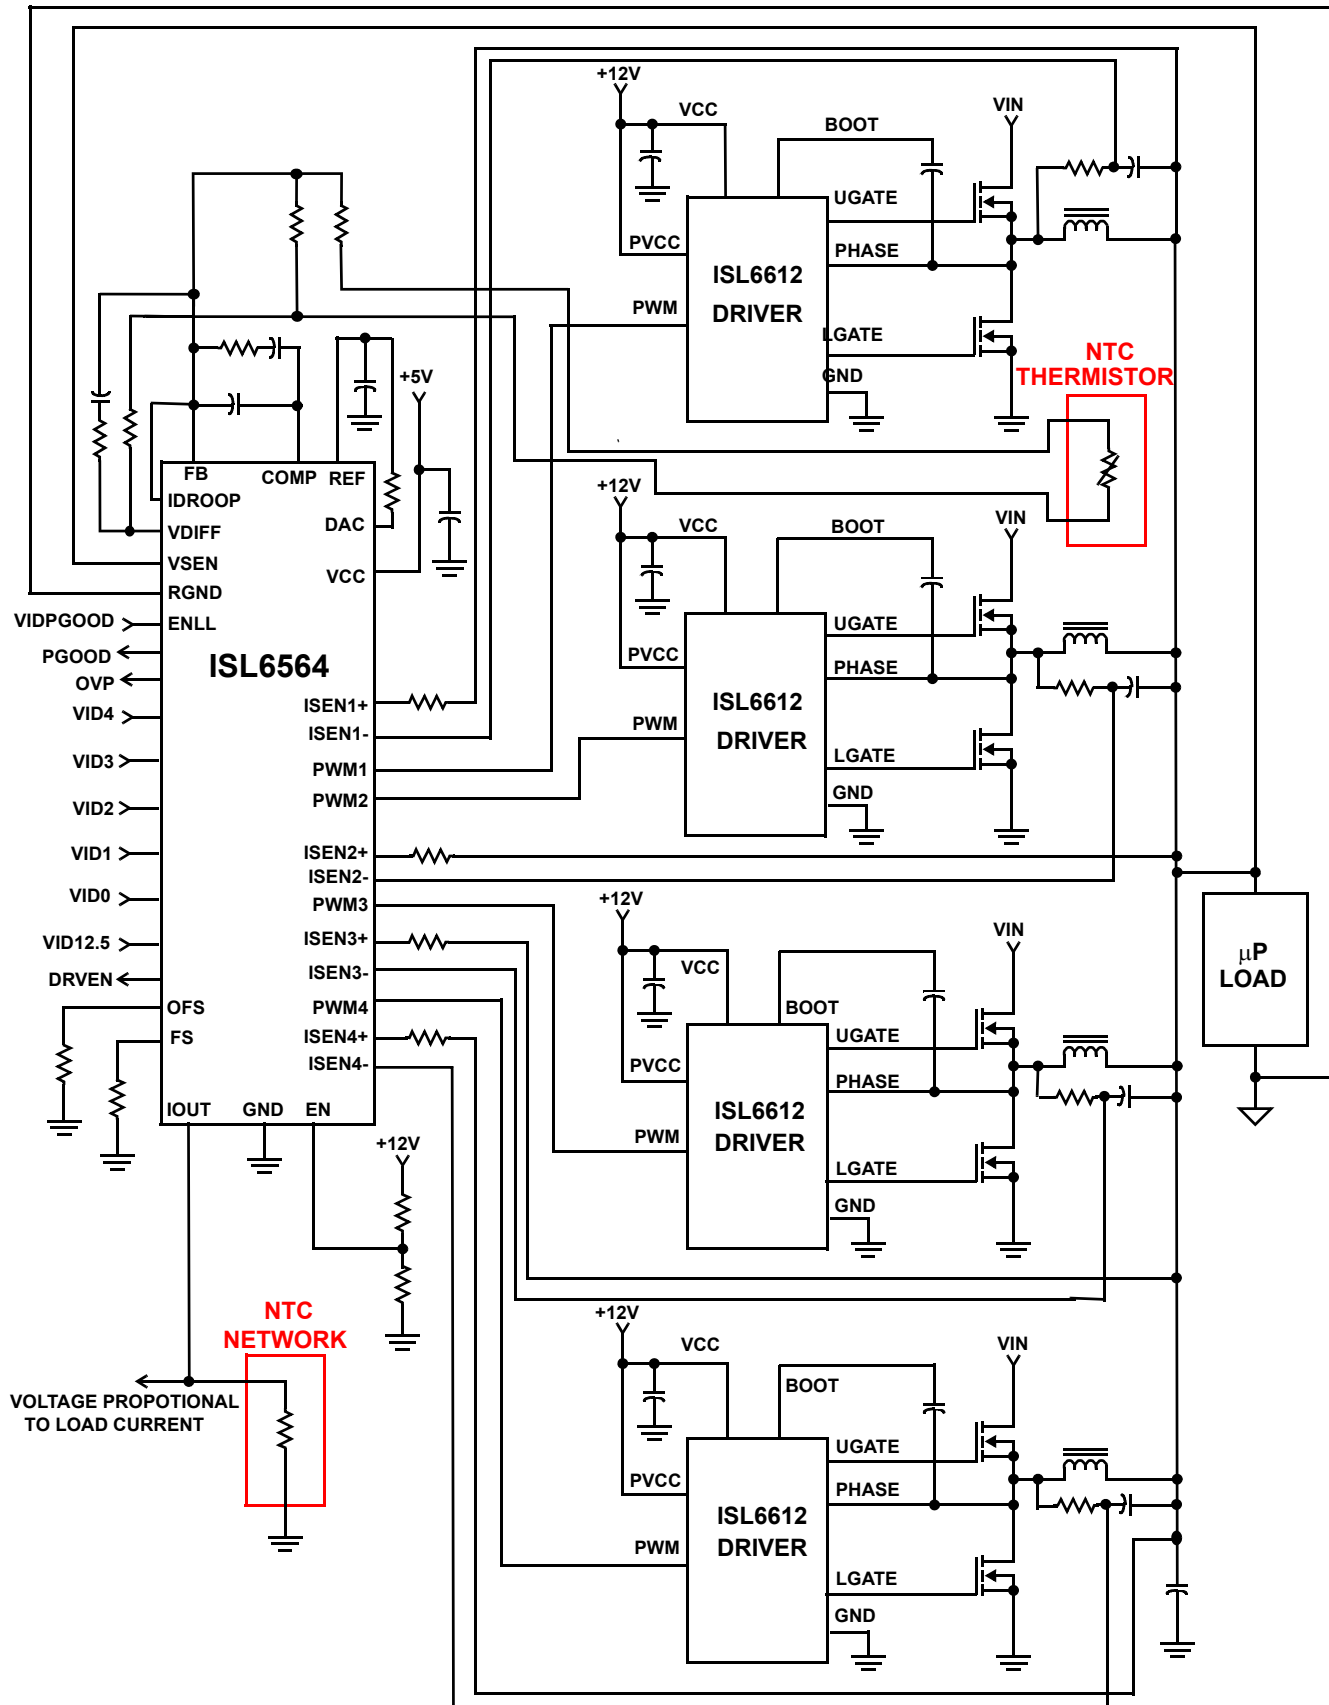 +12V
VCC
BOOT
VIN
UGATE
PVCC
PHASE
ISL6612
DRIVER
PWM
LGATE
GND
NTC
THERMISTOR
+5V
FB
COMP
REF
IDROOP
DAC
VDIFF
VSEN
VCC
RGND
VIDPGOOD
ENLL
PGOOD
ISL6564
OVP
ISEN1+
VID4
ISEN1-
VID3
PWM1
PWM2
VID2
VID1
ISEN2+
ISEN2-
VID0
PWM3
VID12.5
ISEN3+
DRVEN
ISEN3-
OFS
PWM4
FS
ISEN4+
ISEN4-
IOUT
GND
EN
+12V
+12V
VCC
BOOT
VIN
UGATE
PVCC
PHASE
ISL6612
DRIVER
PWM
LGATE
GND
+12V
VCC
BOOT
VIN
UGATE
PVCC
PHASE
ISL6612
DRIVER
PWM
LGATE
GND
μP
LOAD
NTC
NETWORK
VOLTAGE PROPOTIONAL
TO LOAD CURRENT
+12V
VCC
BOOT
VIN
UGATE
PVCC
PHASE
ISL6612
DRIVER
PWM
LGATE
GND